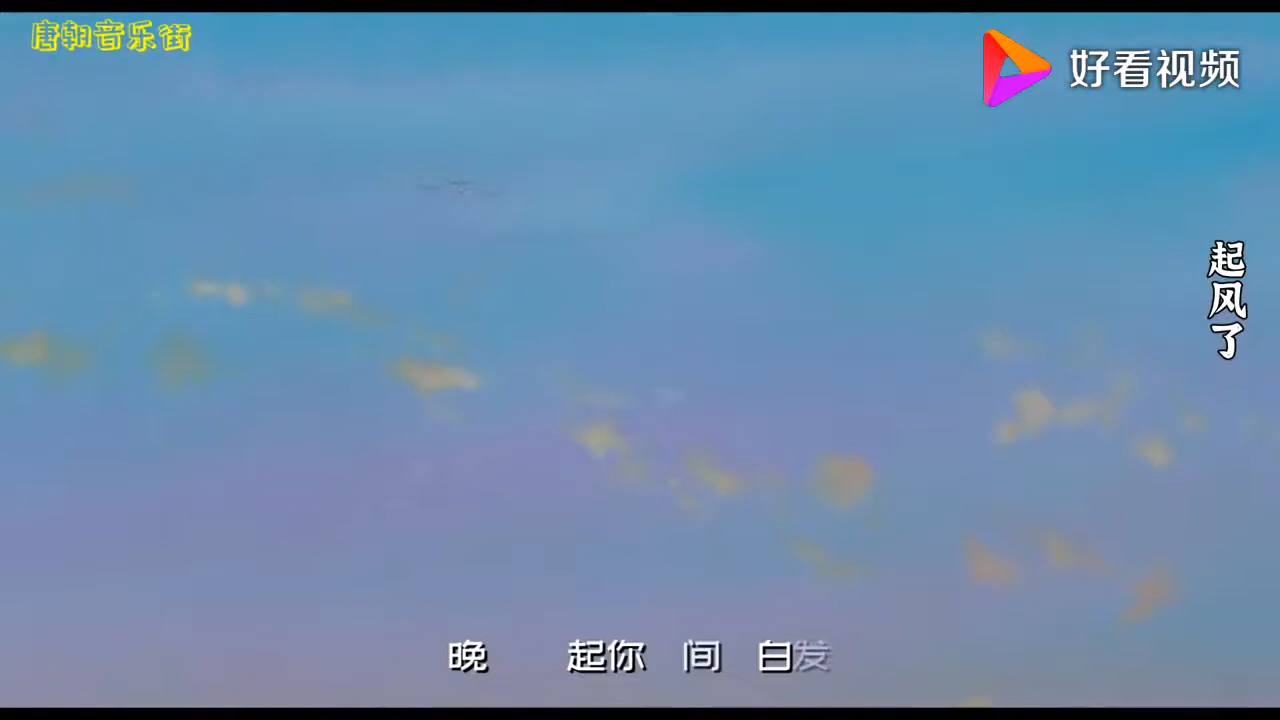 唐朝音乐街
好看视频
起风了
晚 起你 间 白发